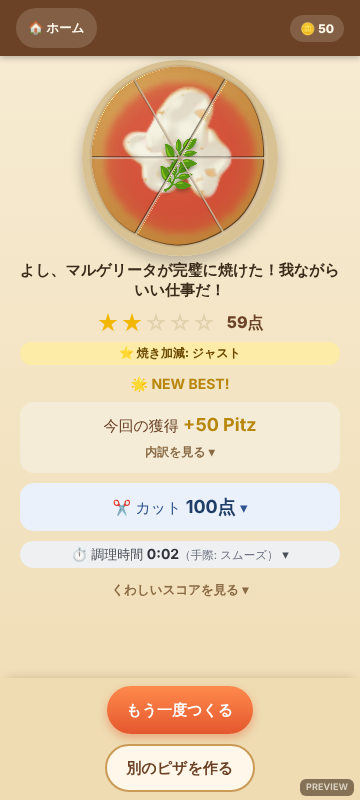 🏠 ホーム
🪙 50
よし、マルゲリータが完璧に焼けた！我ながら
いい仕事だ！
★★☆☆☆ 59点
⭐ 焼き加減: ジャスト
🌟 NEW BEST!
今回の獲得 +50 Pitz
内訳を見る ▾
✂️ カット 100点 ▾
⏱️ 調理時間 0:02（手際: スムーズ） ▾
くわしいスコアを見る ▾
もう一度つくる
別のピザを作る
PREVIEW